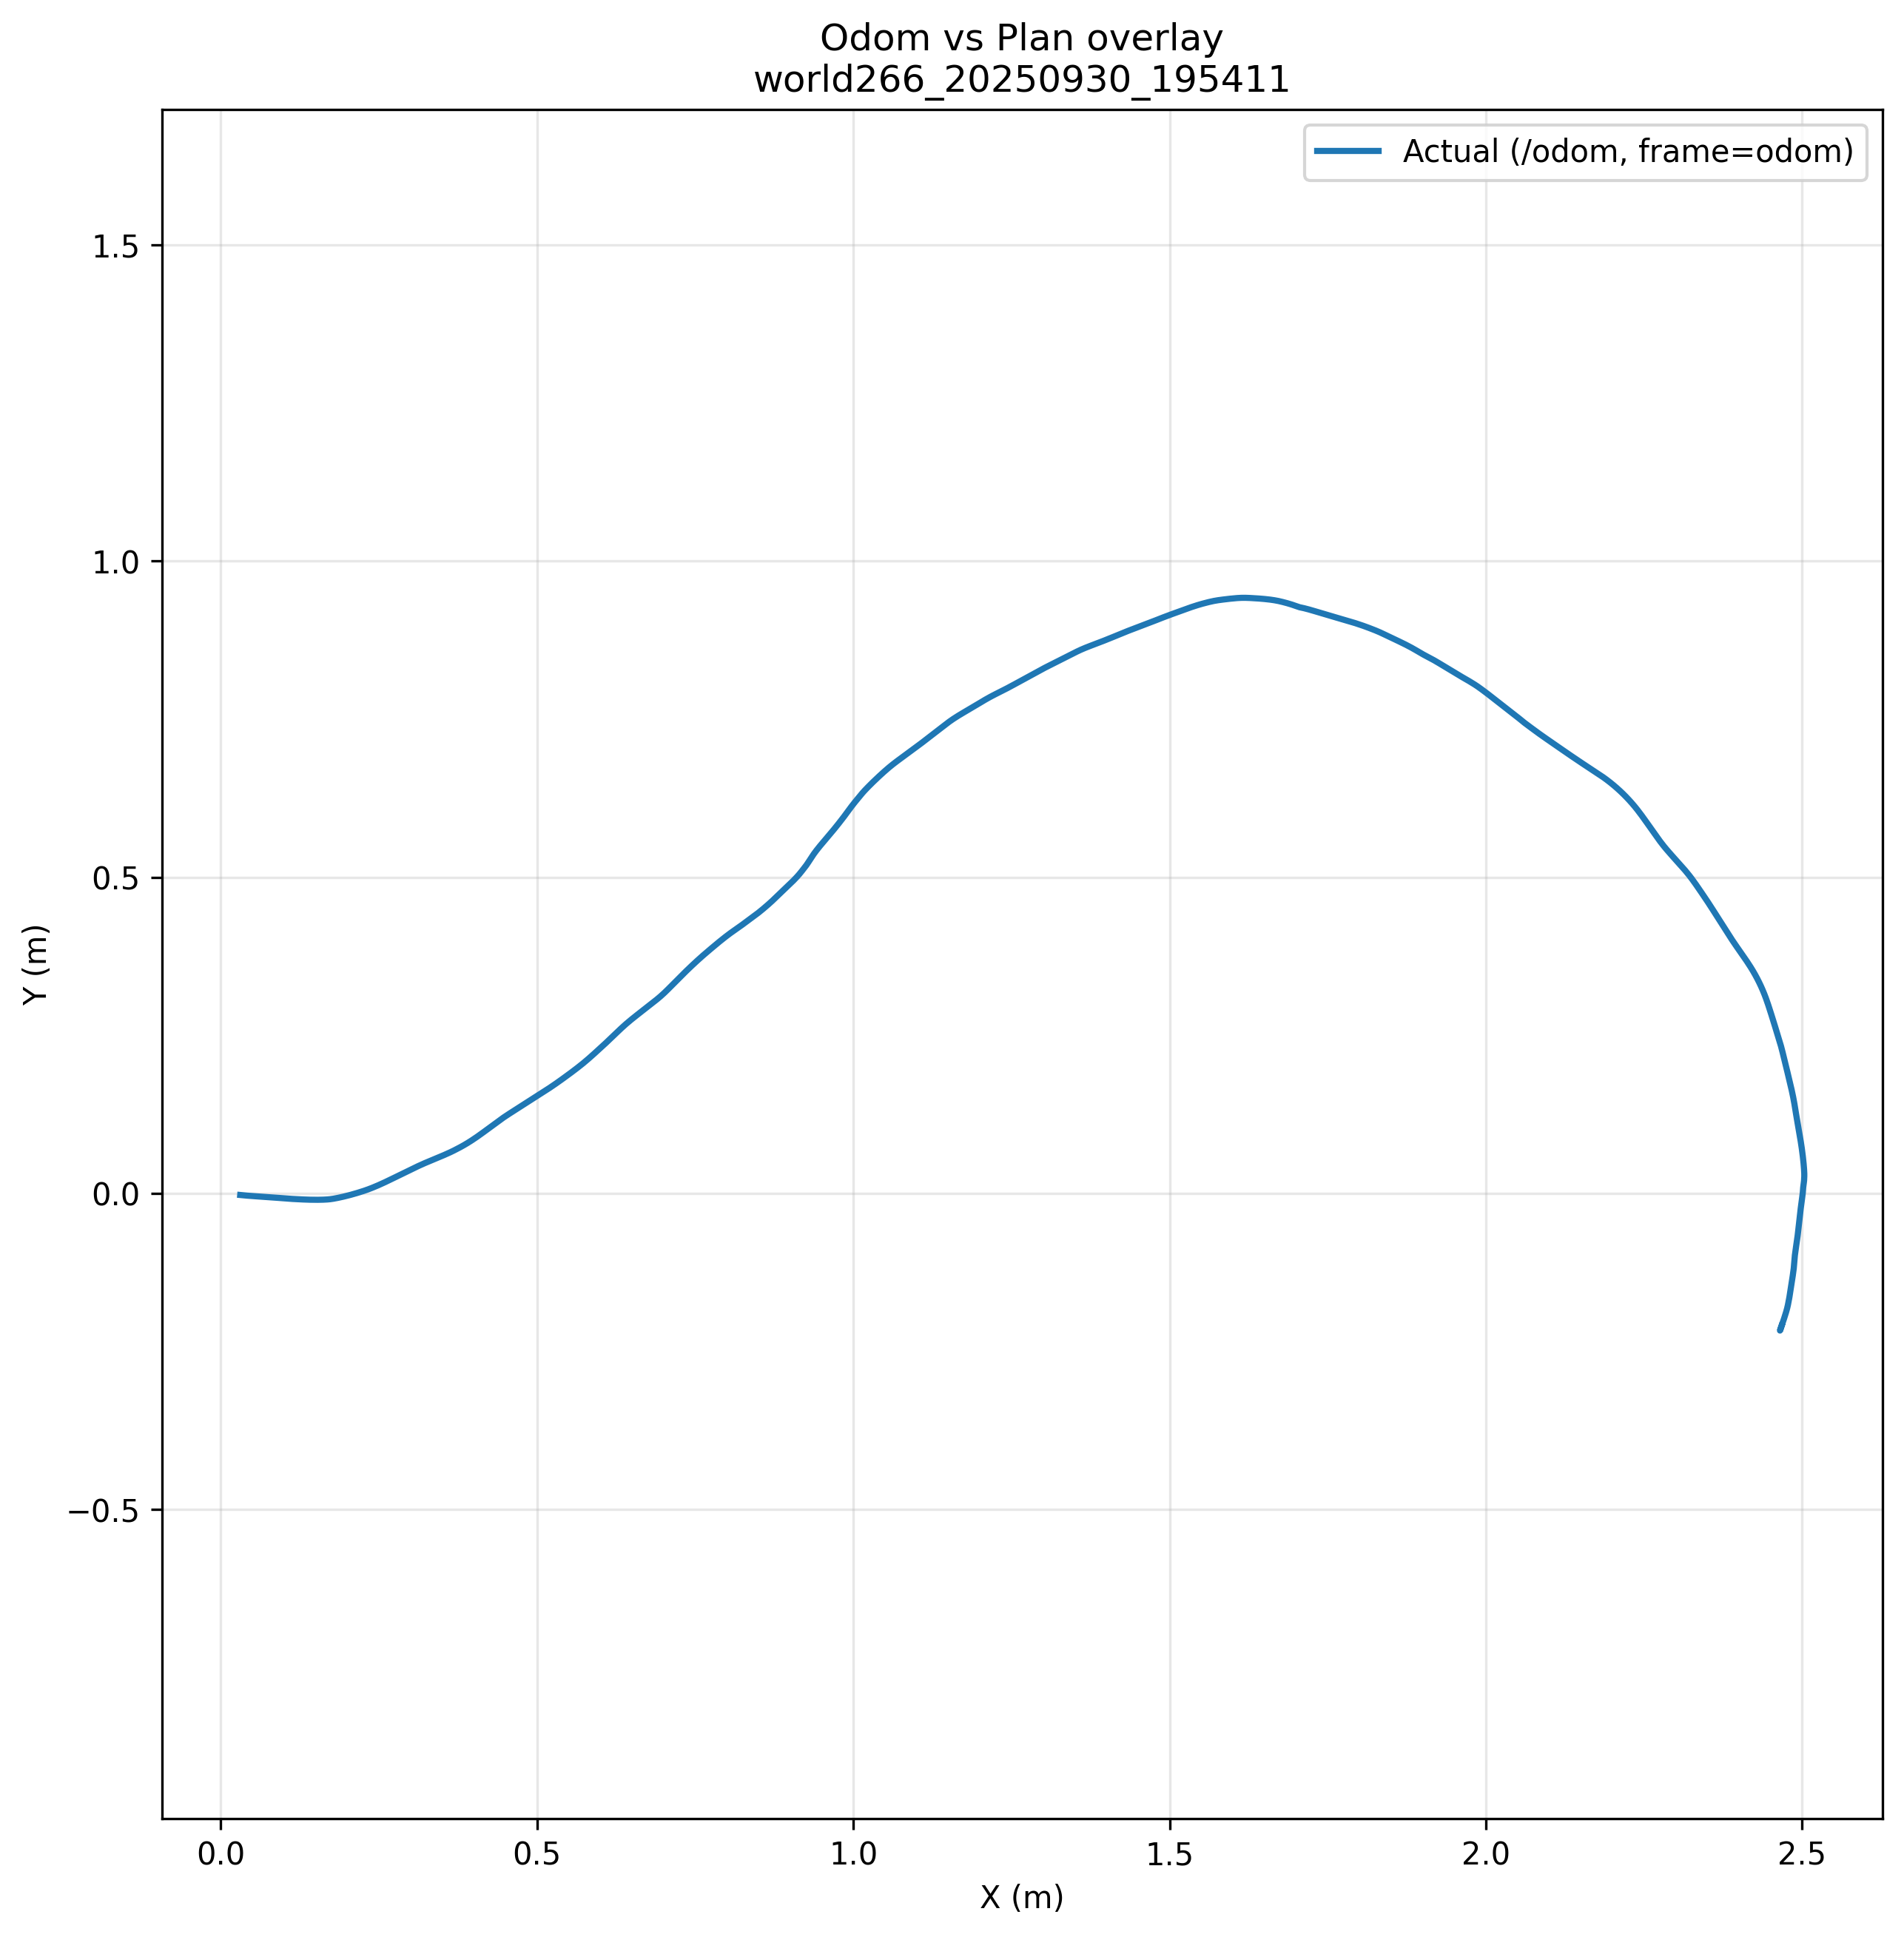 Odom vs Plan overlay
world266_20250930_195411
Actual (/odom, frame=odom)
Y (m)
1.5
1.0
0.5
0.0
−0.5
0.0 0.5 1.0 1.5 2.0 2.5
X (m)